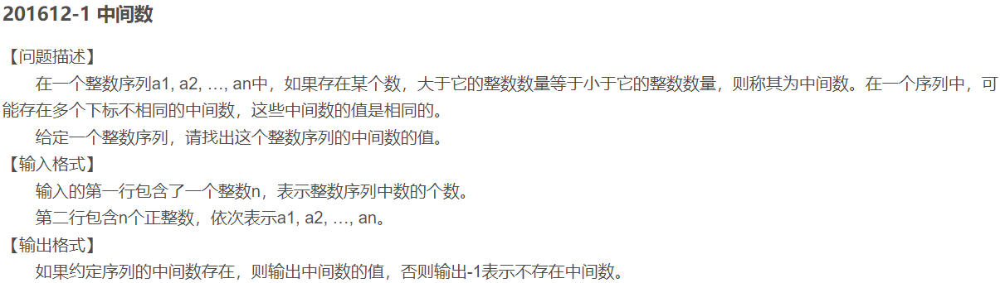 201612-1 中间数
【问题描述】
在一个整数序列a1, a2, …, an中，如果存在某个数，大于它的整数数量等于小于它的整数数量，则称其为中间数。在一个序列中，可
能存在多个下标不相同的中间数，这些中间数的值是相同的。
给定一个整数序列，请找出这个整数序列的中间数的值。
【输入格式】
输入的第一行包含了一个整数n，表示整数序列中数的个数。
第二行包含n个正整数，依次表示a1, a2, …, an。
【输出格式】
如果约定序列的中间数存在，则输出中间数的值，否则输出-1表示不存在中间数。